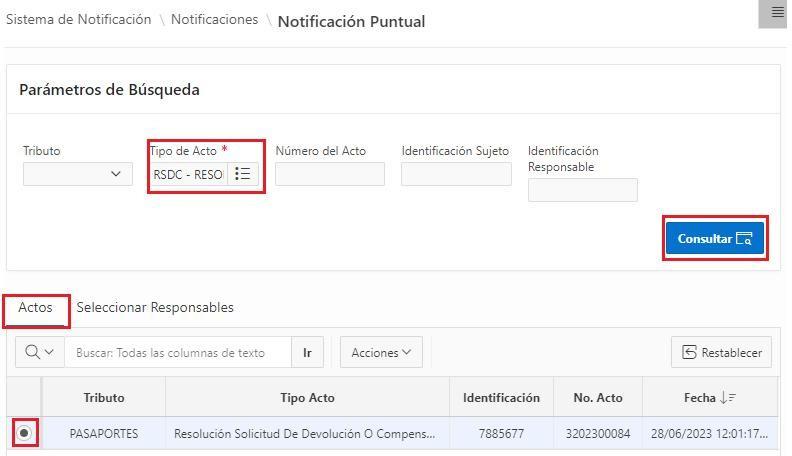 Sistema de Notificación \ Notificaciones \ Notificación Puntual
Parámetros de Búsqueda
Tributo
Tipo de Acto *
Número del Acto
Identificación Sujeto
Identificación
Responsable
RSDC - RESO
Consultar
Actos
Seleccionar Responsables
Buscar: Todas las columnas de texto
Ir
Acciones
Restablecer
Tributo
Tipo Acto
Identificación
No. Acto
Fecha
PASAPORTES
Resolución Solicitud De Devolución O Compens...
7885677
3202300084
28/06/2023 12:01:17...